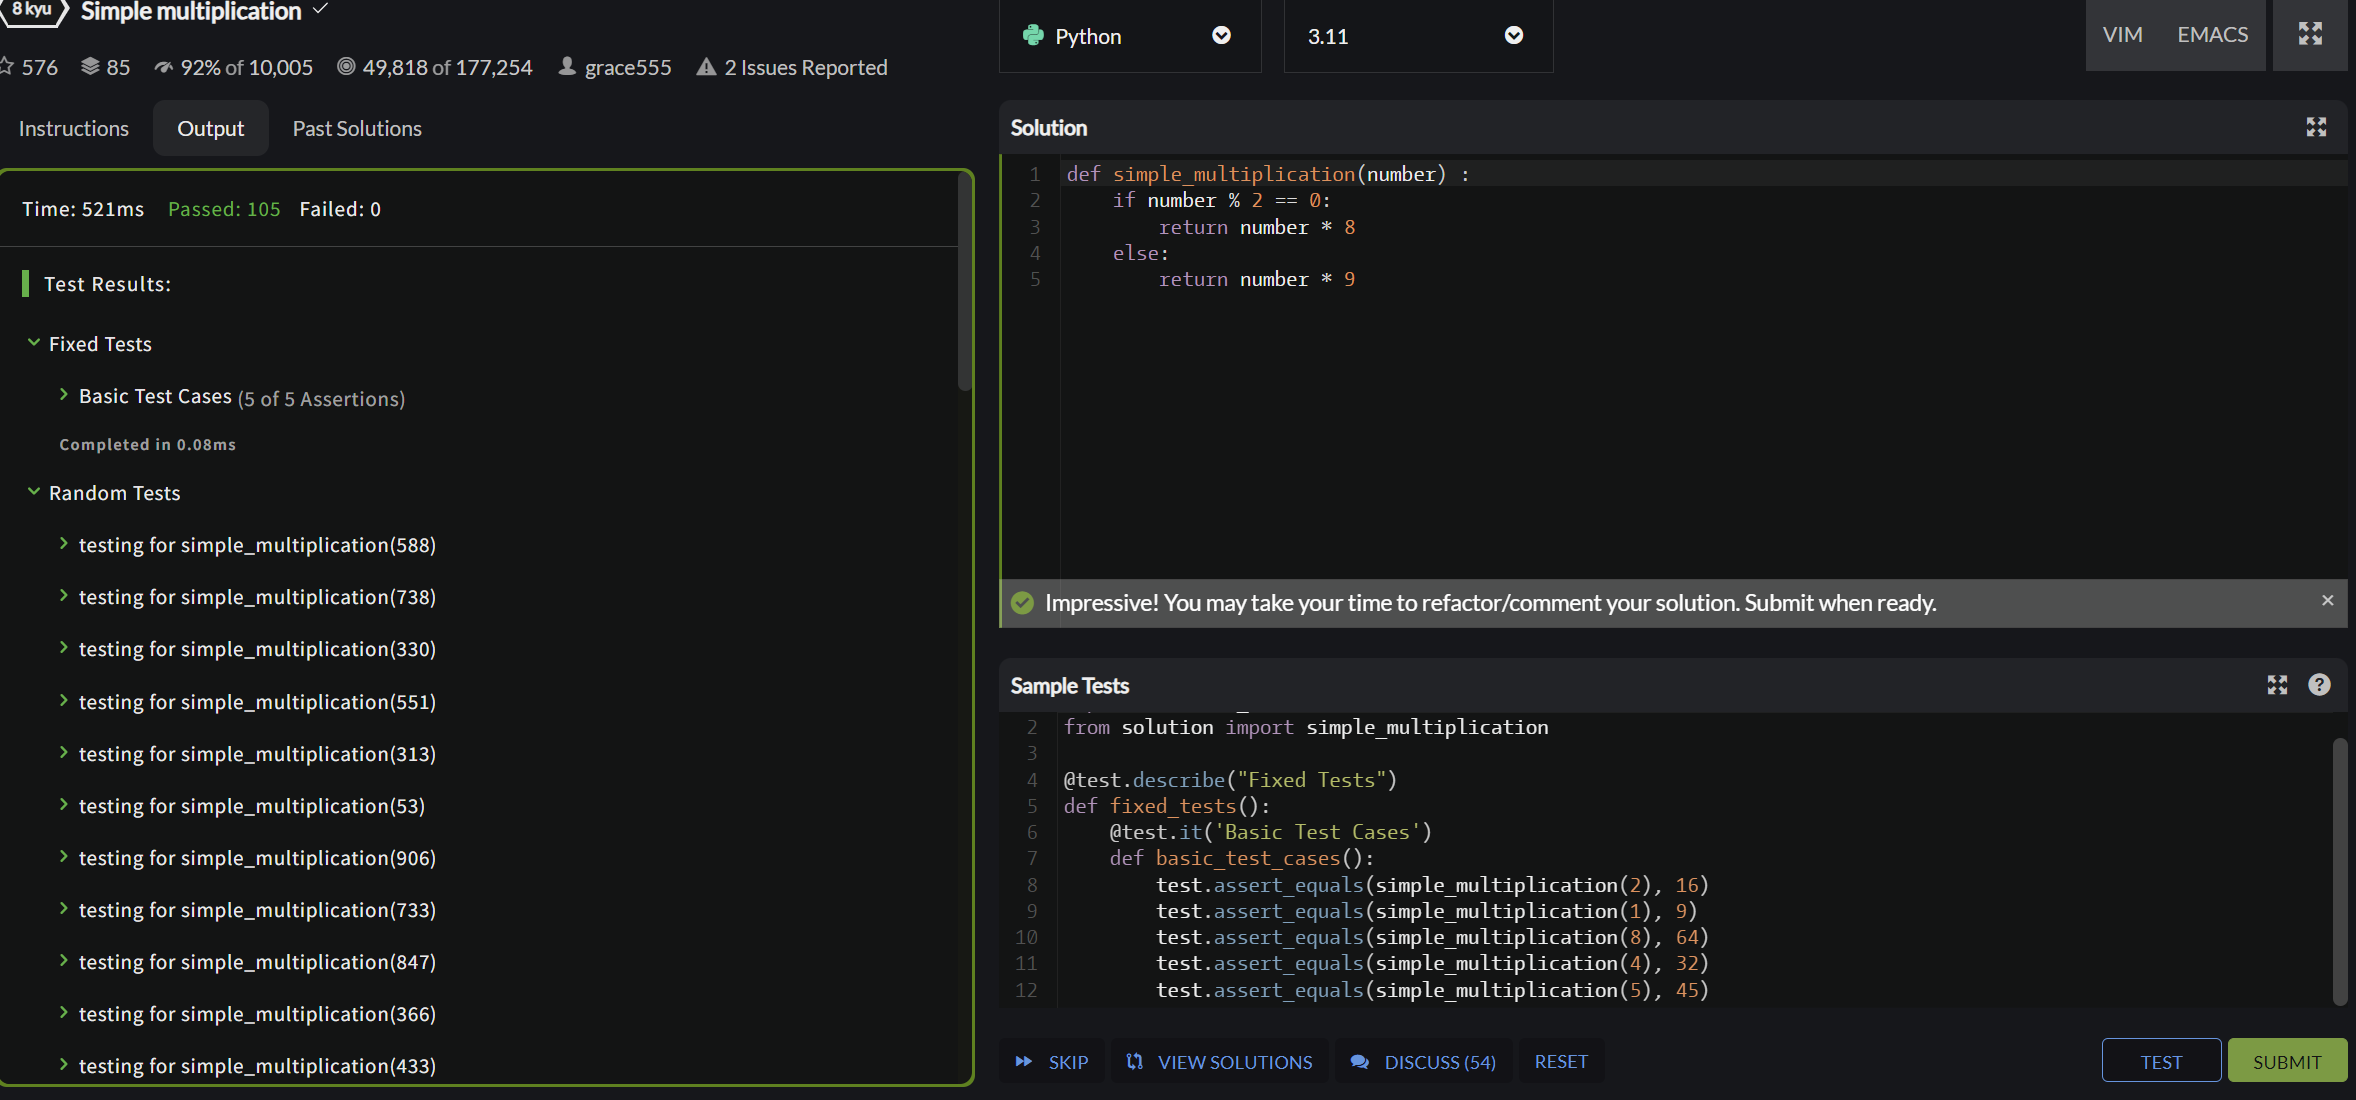 8 kyu Simple multiplication
576 85 92% of 10,005 49,818 of 177,254 grace555 2 Issues Reported
Instructions Output Past Solutions
Time: 521ms Passed: 105 Failed: 0
Test Results:
Fixed Tests
Basic Test Cases (5 of 5 Assertions)
Completed in 0.08ms
Random Tests
testing for simple_multiplication(588)
testing for simple_multiplication(738)
testing for simple_multiplication(330)
testing for simple_multiplication(551)
testing for simple_multiplication(313)
testing for simple_multiplication(53)
testing for simple_multiplication(906)
testing for simple_multiplication(733)
testing for simple_multiplication(847)
testing for simple_multiplication(366)
testing for simple_multiplication(433)
Python 3.11 VIM EMACS
Solution
1 def simple_multiplication(number) :
2     if number % 2 == 0:
3         return number * 8
4     else:
5         return number * 9
Impressive! You may take your time to refactor/comment your solution. Submit when ready. ×
Sample Tests
2 from solution import simple_multiplication
3
4 @test.describe("Fixed Tests")
5 def fixed_tests():
6     @test.it('Basic Test Cases')
7     def basic_test_cases():
8         test.assert_equals(simple_multiplication(2), 16)
9         test.assert_equals(simple_multiplication(1), 9)
10         test.assert_equals(simple_multiplication(8), 64)
11         test.assert_equals(simple_multiplication(4), 32)
12         test.assert_equals(simple_multiplication(5), 45)
SKIP VIEW SOLUTIONS DISCUSS (54) RESET TEST SUBMIT